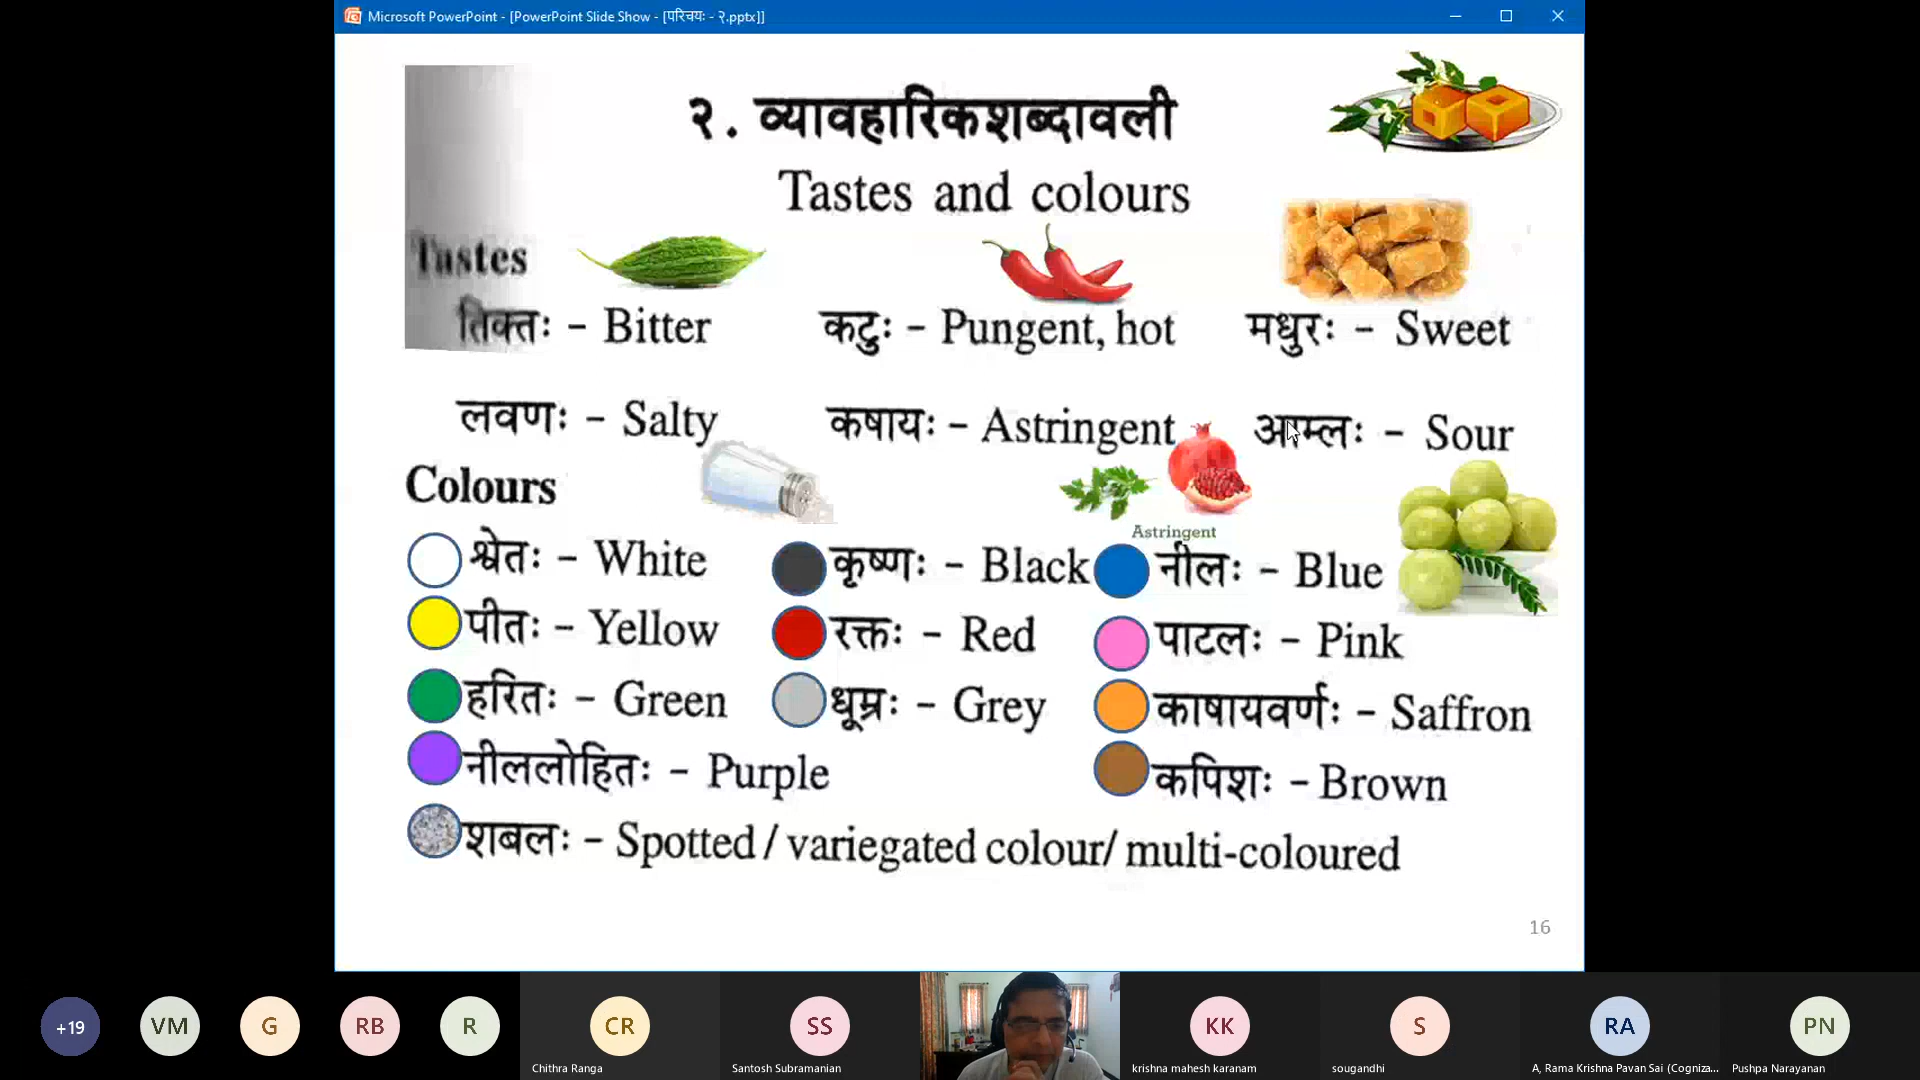 Microsoft PowerPoint - [PowerPoint Slide Show - [परिचयः - २.pptx]]
२. व्यावहारिकशब्दावली
Tastes and colours
Tastes
तिक्तः - Bitter कटुः - Pungent, hot मधुरः - Sweet
लवणः - Salty कषायः - Astringent आम्लः - Sour
Colours
Astringent
श्वेतः - White कृष्णः - Black नीलः - Blue
पीतः - Yellow रक्तः - Red पाटलः - Pink
हरितः - Green धूम्रः - Grey काषायवर्णः - Saffron
नीललोहितः - Purple कपिशः - Brown
शबलः - Spotted / variegated colour/ multi-coloured
16
+19 VM G RB R CR SS KK S RA PN
Chithra Ranga Santosh Subramanian krishna mahesh karanam sougandhi A, Rama Krishna Pavan Sai (Cogniza... Pushpa Narayanan